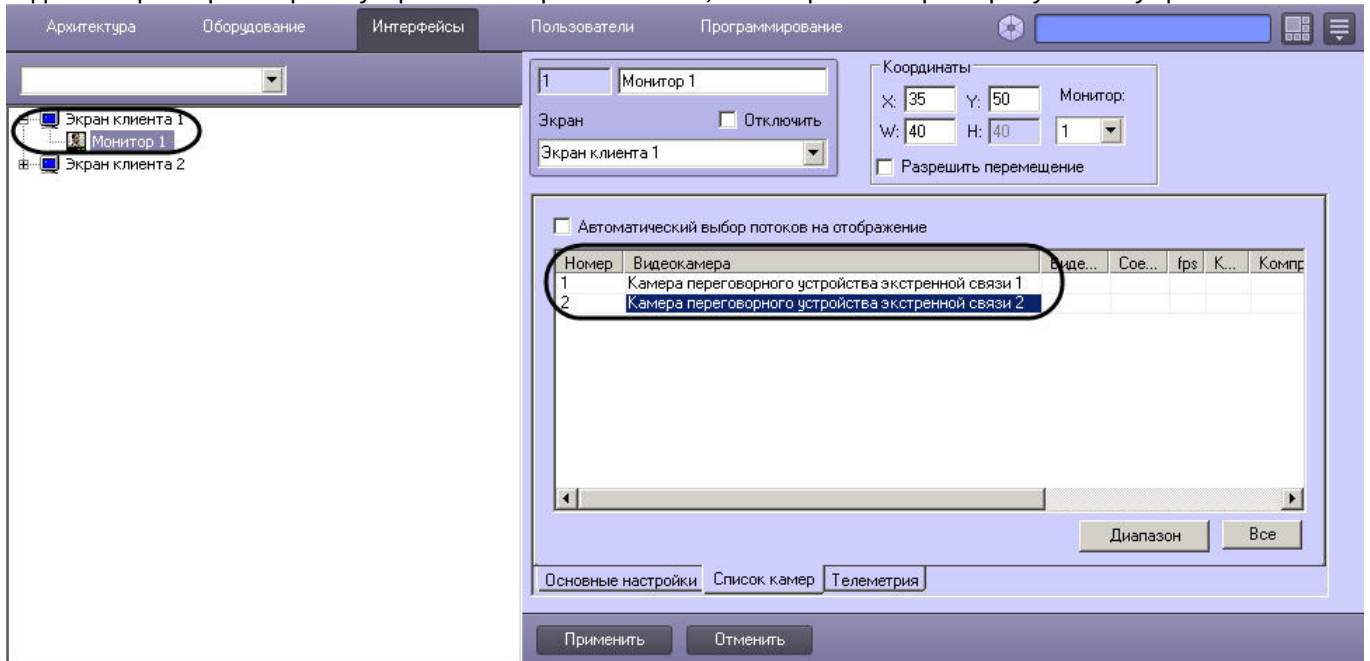 Архитектура Оборудование Интерфейсы Пользователи Программирование
1 Монитор 1
Экран Отключить
Экран клиента 1
Координаты
X: 35 Y: 50 Монитор:
W: 40 H: 40 1
Разрешить перемещение
Экран клиента 1
Монитор 1
Экран клиента 2
Автоматический выбор потоков на отображение
Номер Видеокамера Виде... Сое... fps К... Компр
1 Камера переговорного устройства экстренной связи 1
2 Камера переговорного устройства экстренной связи 2
Диапазон Все
Основные настройки Список камер Телеметрия
Применить Отменить